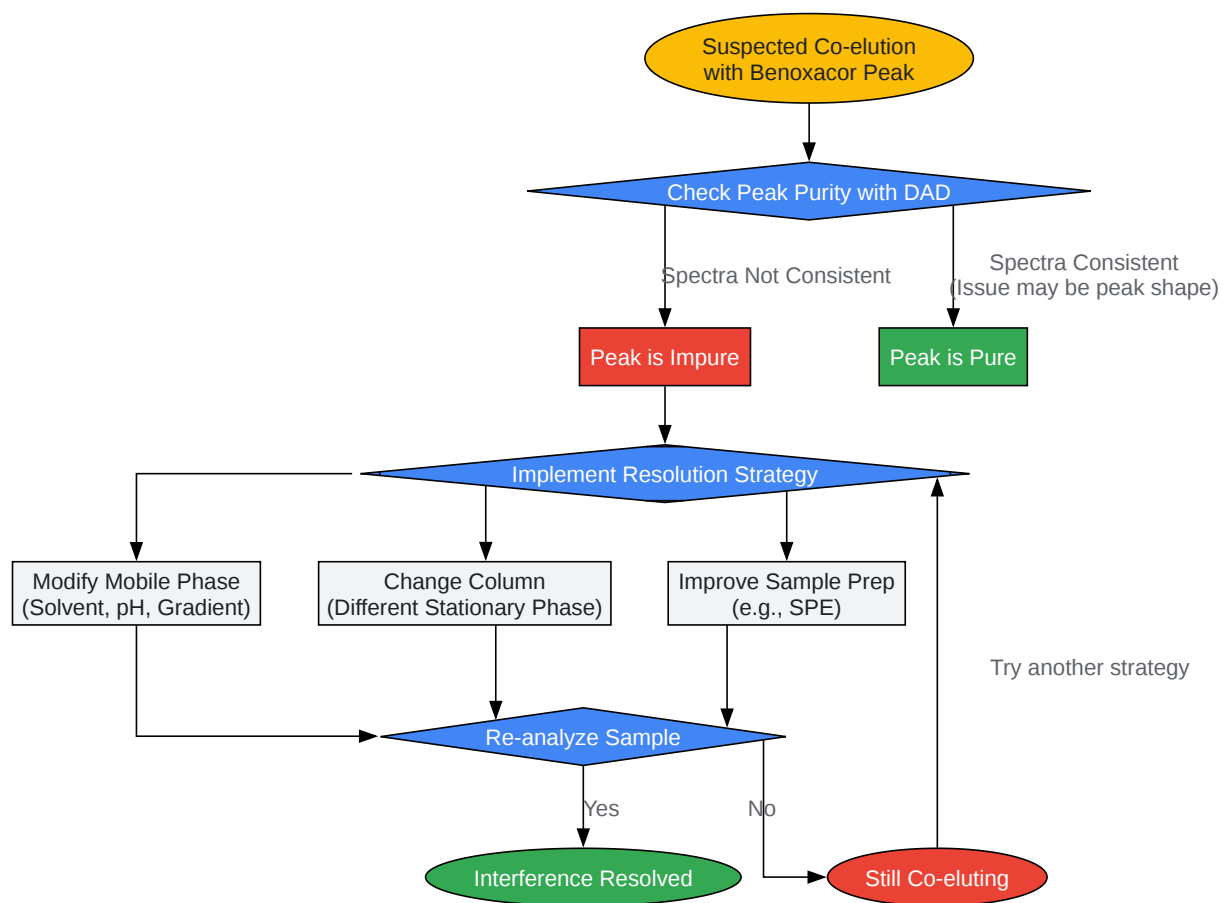 Suspected Co-elution
with Benoxacor Peak
Check Peak Purity with DAD
Spectra Not Consistent
Spectra Consistent
(Issue may be peak shape)
Peak is Impure
Peak is Pure
Implement Resolution Strategy
Modify Mobile Phase
(Solvent, pH, Gradient)
Change Column
(Different Stationary Phase)
Improve Sample Prep
(e.g., SPE)
Try another strategy
Re-analyze Sample
Yes
No
Interference Resolved
Still Co-eluting